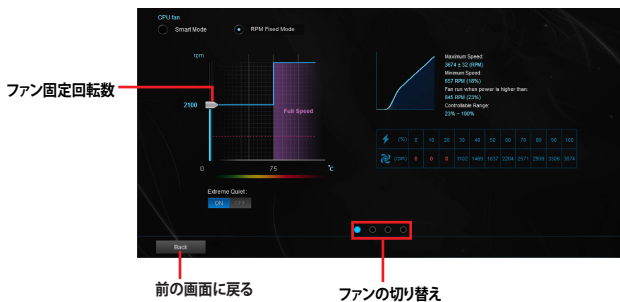 CPU fan
Smart Mode
RPM Fixed Mode
rpm
ファン固定回転数
2100
Full Speed
0
75
°c
Extreme Quiet :
ON
OFF
Maximum Speed:
3674 ± 32 (RPM)
Minimum Speed:
657 RPM (18%)
Fan run when power is higher than:
845 RPM (23%)
Controllable Range:
23% ~ 100%
(%) 0 10 20 30 40 50 60 70 80 90 100
(rpm) 0 0 0 1102 1469 1837 2204 2571 2939 3306 3674
Back
前の画面に戻る
ファンの切り替え